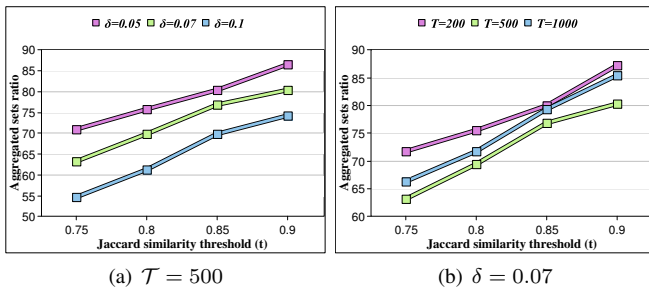 δ=0.05 δ=0.07 δ=0.1
Aggregated sets ratio
90
85
80
75
70
65
60
55
50
0.75 0.8 0.85 0.9
Jaccard similarity threshold (t)
(a) 𝒯 = 500
T=200 T=500 T=1000
Aggregated sets ratio
90
85
80
75
70
65
60
0.75 0.8 0.85 0.9
Jaccard similarity threshold (t)
(b) δ = 0.07